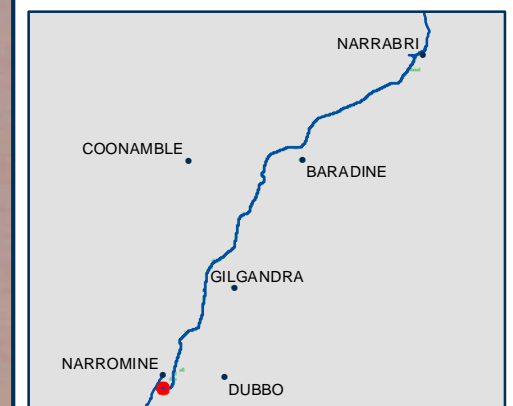 NARRABRI
COONAMBLE
BARADINE
GILGANDRA
NARROMINE
DUBBO